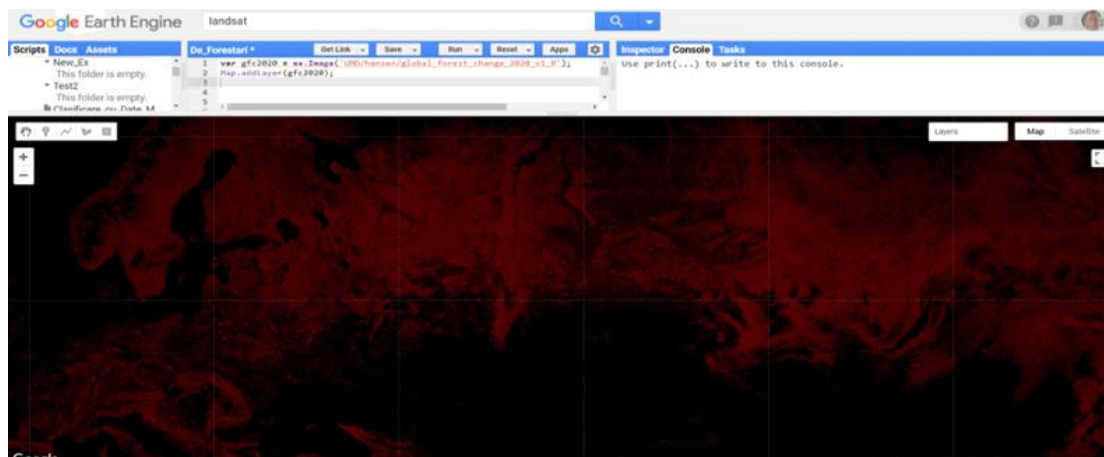 Google Earth Engine
landsat
Scripts Docs Assets
New_Ex
This folder is empty.
Test2
This folder is empty.
Clasificare_cu_Date_M
De_Forestari *
Get Link
Save
Run
Reset
Apps
1 var gfc2020 = ee.Image('UMD/hansen/global_forest_change_2020_v1_8');
2 Map.addLayer(gfc2020);
3
4
5
Inspector Console Tasks
Use print(...) to write to this console.
Layers
Map
Satellite
Google